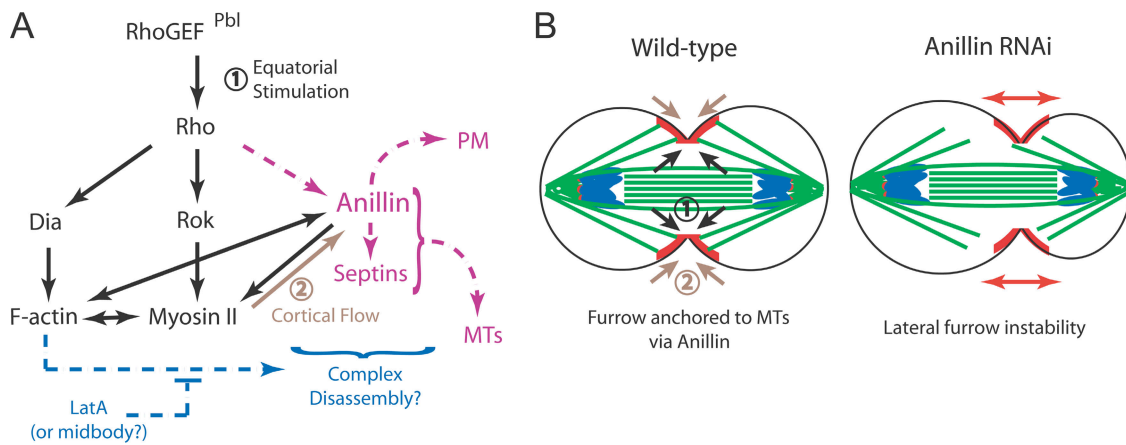 A
RhoGEF Pbl
① Equatorial
Stimulation
Rho
PM
Anillin
Dia
Rok
Septins
②
F-actin
Myosin II
Cortical Flow
MTs
Complex
Disassembly?
LatA
(or midbody?)
B
Wild-type
Anillin RNAi
①
②
Furrow anchored to MTs
via Anillin
Lateral furrow instability